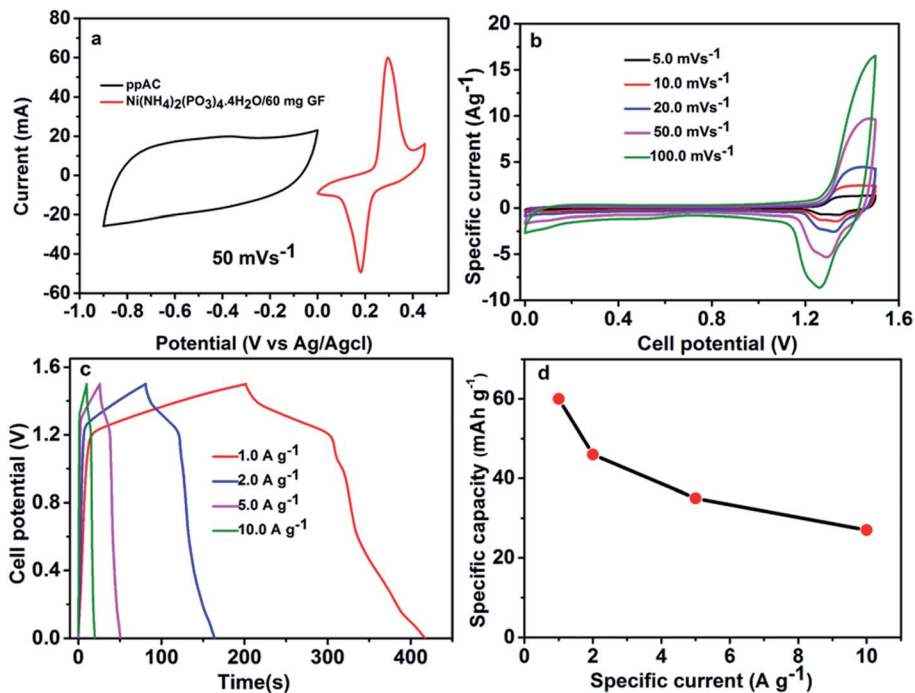 a
ppAC
Ni(NH4)2(PO3)4.4H2O/60 mg GF
50 mVs-1
Current (mA)
80
60
40
20
0
-20
-40
-60
-1.0 -0.8 -0.6 -0.4 -0.2 0.0 0.2 0.4
Potential (V vs Ag/Agcl)
b
5.0 mVs-1
10.0 mVs-1
20.0 mVs-1
50.0 mVs-1
100.0 mVs-1
Specific current (Ag-1)
20
15
10
5
0
-5
-10
0.0 0.4 0.8 1.2 1.6
Cell potential (V)
c
1.0 A g-1
2.0 A g-1
5.0 A g-1
10.0 A g-1
Cell potential (V)
1.6
1.2
0.8
0.4
0.0
0 100 200 300 400
Time(s)
d
Specific capacity (mAh g-1)
60
40
20
0
0 2 4 6 8 10
Specific current (A g-1)